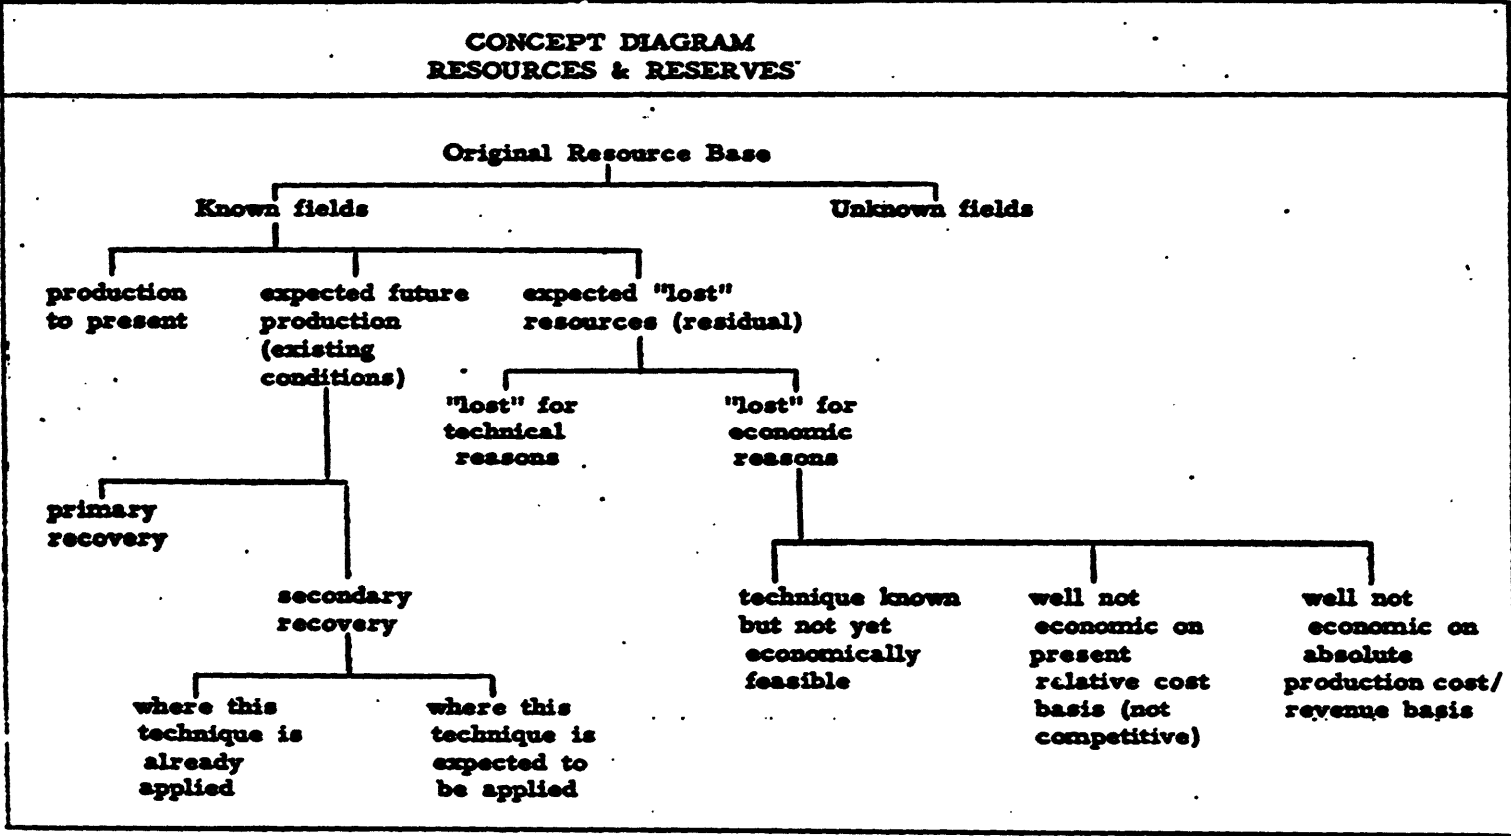 CONCEPT DIAGRAM
RESOURCES & RESERVES
Original Resource Base
Known fields
Unknown fields
production
to present
expected future
production
(existing
conditions)
expected "lost"
resources (residual)
"lost" for
technical
reasons
"lost" for
economic
reasons
primary
recovery
secondary
recovery
where this
technique is
already
applied
where this
technique is
expected to
be applied
technique known
but not yet
economically
feasible
well not
economic on
present
relative cost
basis (not
competitive)
well not
economic on
absolute
production cost/
revenue basis